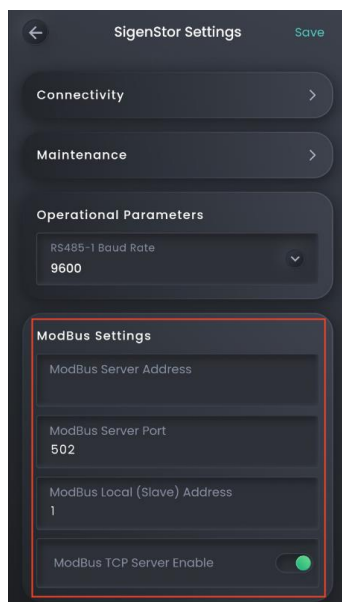 SigenStor Settings Save
Connectivity
Maintenance
Operational Parameters
RS485-1 Baud Rate
9600
ModBus Settings
ModBus Server Address
ModBus Server Port
502
ModBus Local (Slave) Address
1
ModBus TCP Server Enable